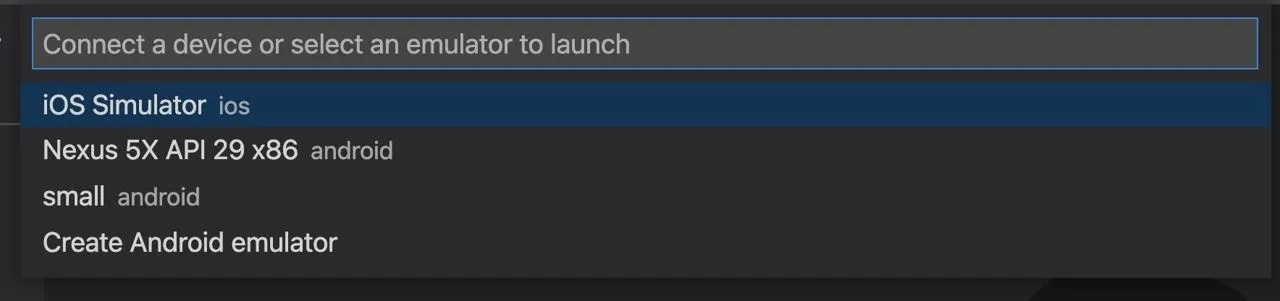 Connect a device or select an emulator to launch
iOS Simulator ios
Nexus 5X API 29 x86 android
small android
Create Android emulator